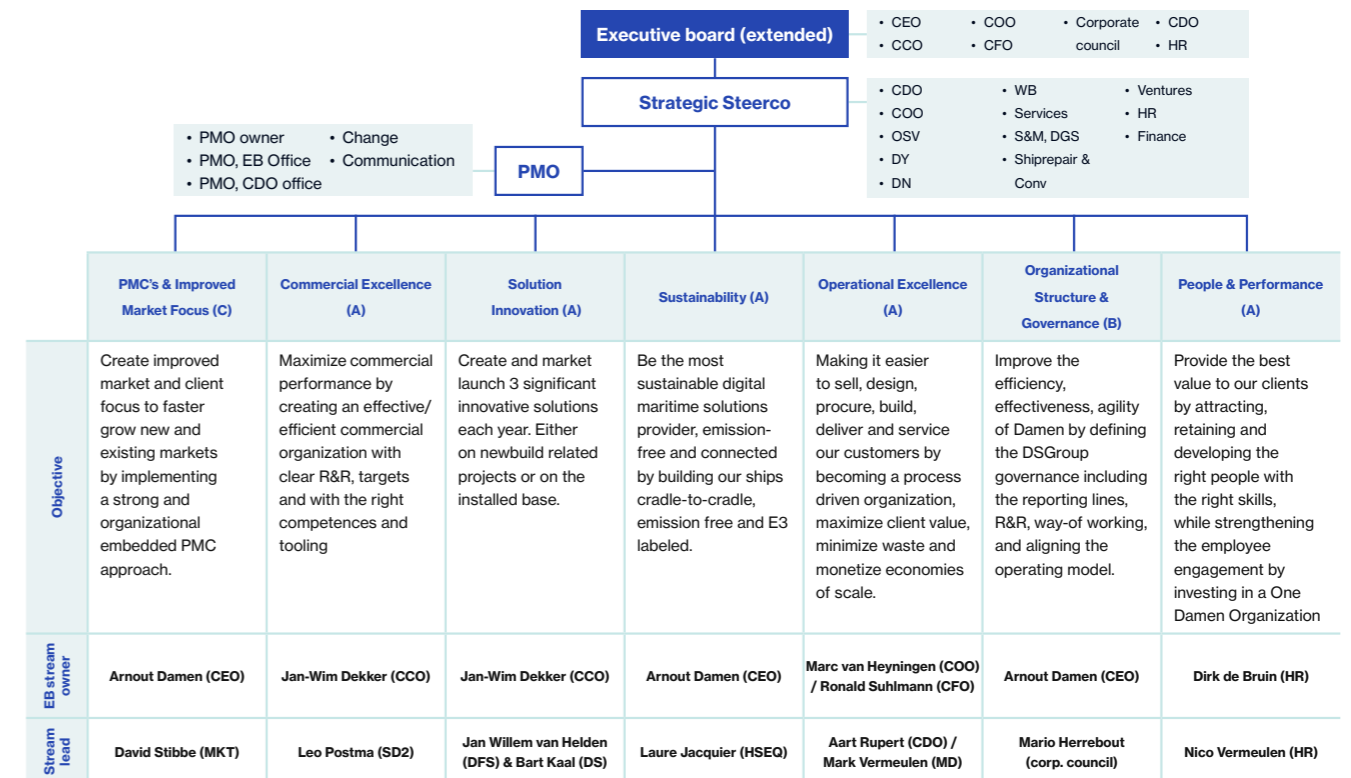 Executive board (extended)
• CEO
• CCO
• COO
• CFO
• Corporate
council
• CDO
• HR
Strategic Steerco
• CDO
• COO
• OSV
• DY
• DN
• WB
• Services
• S&M, DGS
• Shiprepair &
Conv
• Ventures
• HR
• Finance
• PMO owner
• PMO, EB Office
• PMO, CDO office
• Change
• Communication
PMO
PMC's & Improved
Market Focus (C)
Commercial Excellence
(A)
Solution
Innovation (A)
Sustainability (A)
Operational Excellence
(A)
Organizational
Structure &
Governance (B)
People & Performance
(A)
Objective
Create improved
market and client
focus to faster
grow new and
existing markets
by implementing
a strong and
organizational
embedded PMC
approach.
Maximize commercial
performance by
creating an effective/
efficient commercial
organization with
clear R&R, targets
and with the right
competences and
tooling
Create and market
launch 3 significant
innovative solutions
each year. Either
on newbuild related
projects or on the
installed base.
Be the most
sustainable digital
maritime solutions
provider, emission-
free and connected
by building our ships
cradle-to-cradle,
emission free and E3
labeled.
Making it easier
to sell, design,
procure, build,
deliver and service
our customers by
becoming a process
driven organization,
maximize client value,
minimize waste and
monetize economies
of scale.
Improve the
efficiency,
effectiveness, agility
of Damen by defining
the DSGroup
governance including
the reporting lines,
R&R, way-of working,
and aligning the
operating model.
Provide the best
value to our clients
by attracting,
retaining and
developing the
right people with
the right skills,
while strengthening
the employee
engagement by
investing in a One
Damen Organization
EB stream
owner
Arnout Damen (CEO)
Jan-Wim Dekker (CCO)
Jan-Wim Dekker (CCO)
Arnout Damen (CEO)
Marc van Heyningen (COO)
/ Ronald Suhlmann (CFO)
Arnout Damen (CEO)
Dirk de Bruin (HR)
Stream
lead
David Stibbe (MKT)
Leo Postma (SD2)
Jan Willem van Helden
(DFS) & Bart Kaal (DS)
Laure Jacquier (HSEQ)
Aart Rupert (CDO) /
Mark Vermeulen (MD)
Mario Herrebout
(corp. council)
Nico Vermeulen (HR)